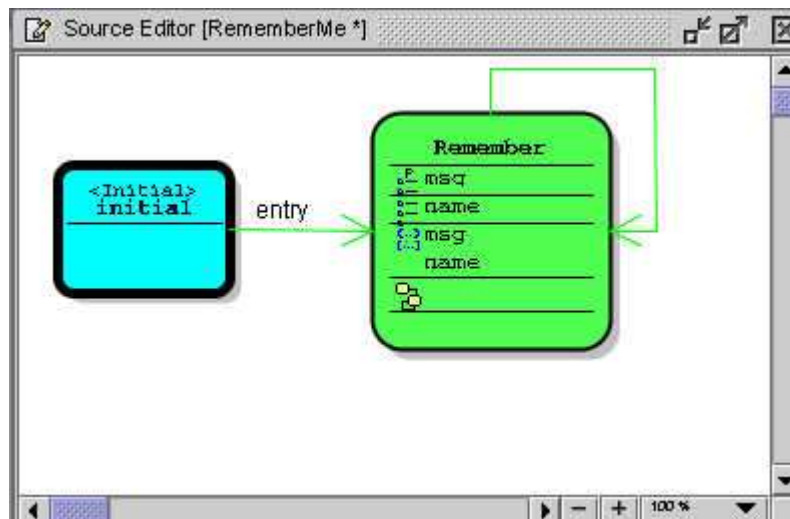 Source Editor [RememberMe *]
Remember
msg
name
msg
name
<Initial>
initial
entry
100 %